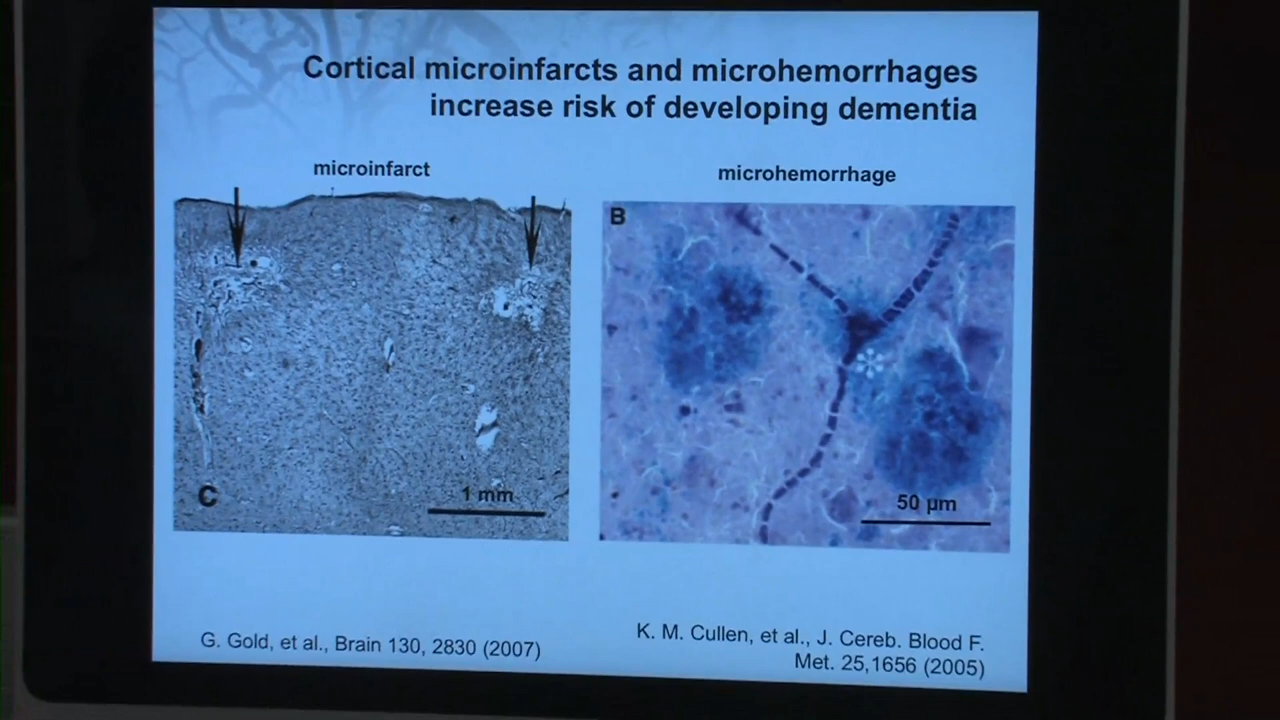 Cortical microinfarcts and microhemorrhages
increase risk of developing dementia
microinfarct
microhemorrhage
B
C
1 mm
50 µm
G. Gold, et al., Brain 130, 2830 (2007)
K. M. Cullen, et al., J. Cereb. Blood F.
Met. 25,1656 (2005)